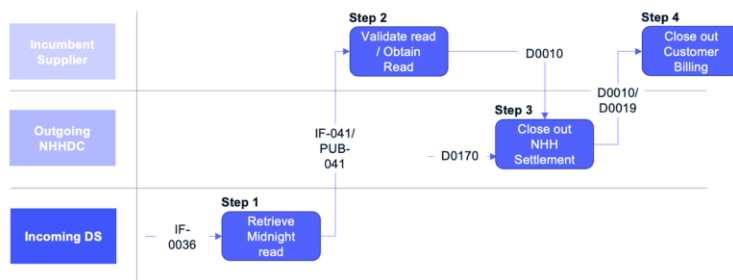 Step 2
Step 4
Incumbent
Supplier
Validate read
/ Obtain
Read
D0010
Close out
Customer
Billing
D0010/
D0019
Step 3
Outgoing
NHHDC
IF-041/
PUB-
041
D0170
Close out
NHH
Settlement
Step 1
Incoming DS
IF-
0036
Retrieve
Midnight
read